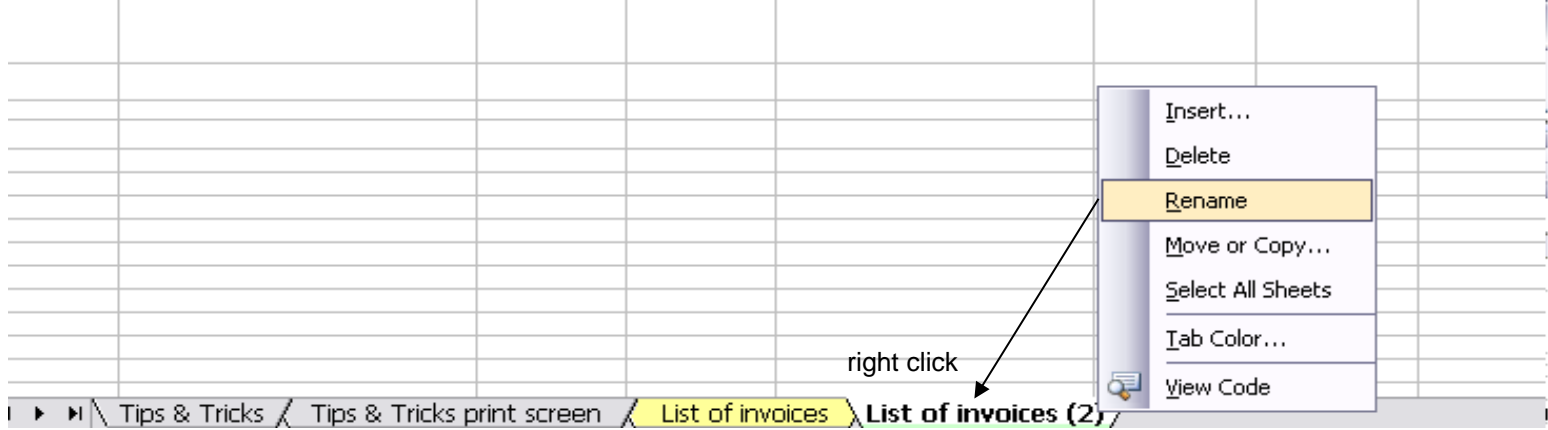 Insert...
Delete
Rename
Move or Copy...
Select All Sheets
Tab Color...
View Code
right click
Tips & Tricks Tips & Tricks print screen List of invoices List of invoices (2)